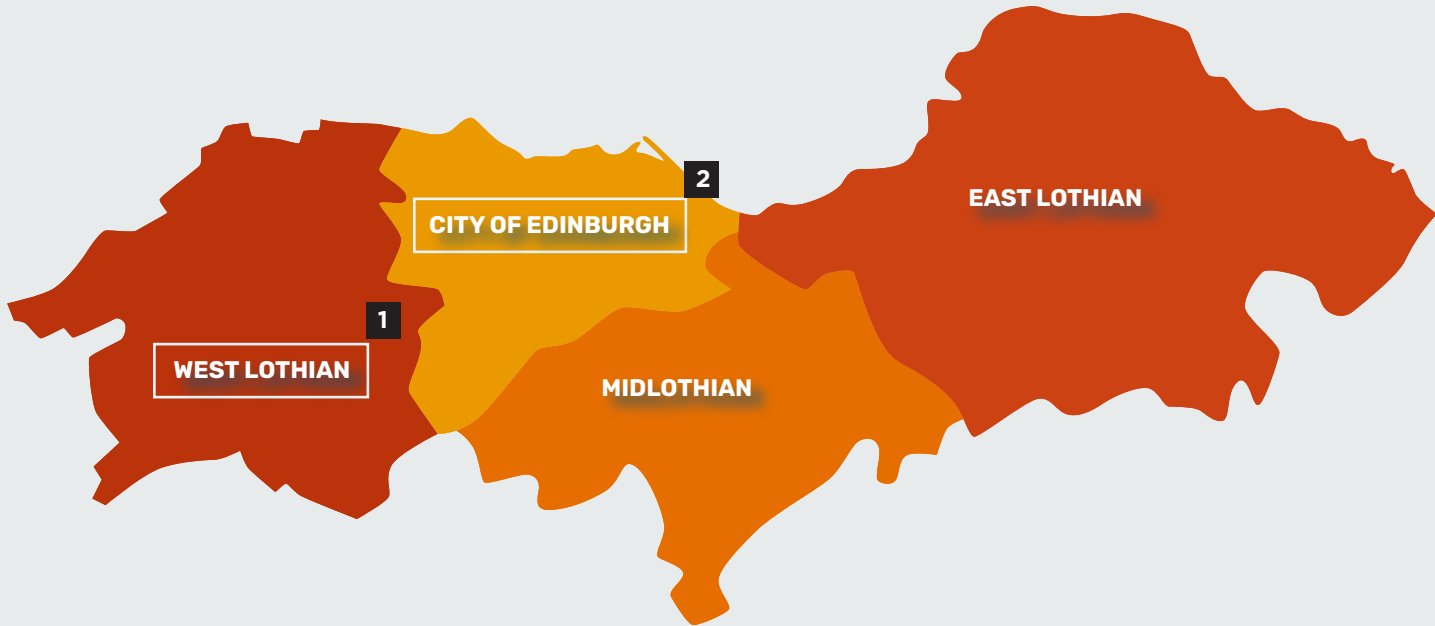 2
EAST LOTHIAN
CITY OF EDINBURGH
1
WEST LOTHIAN
MIDLOTHIAN